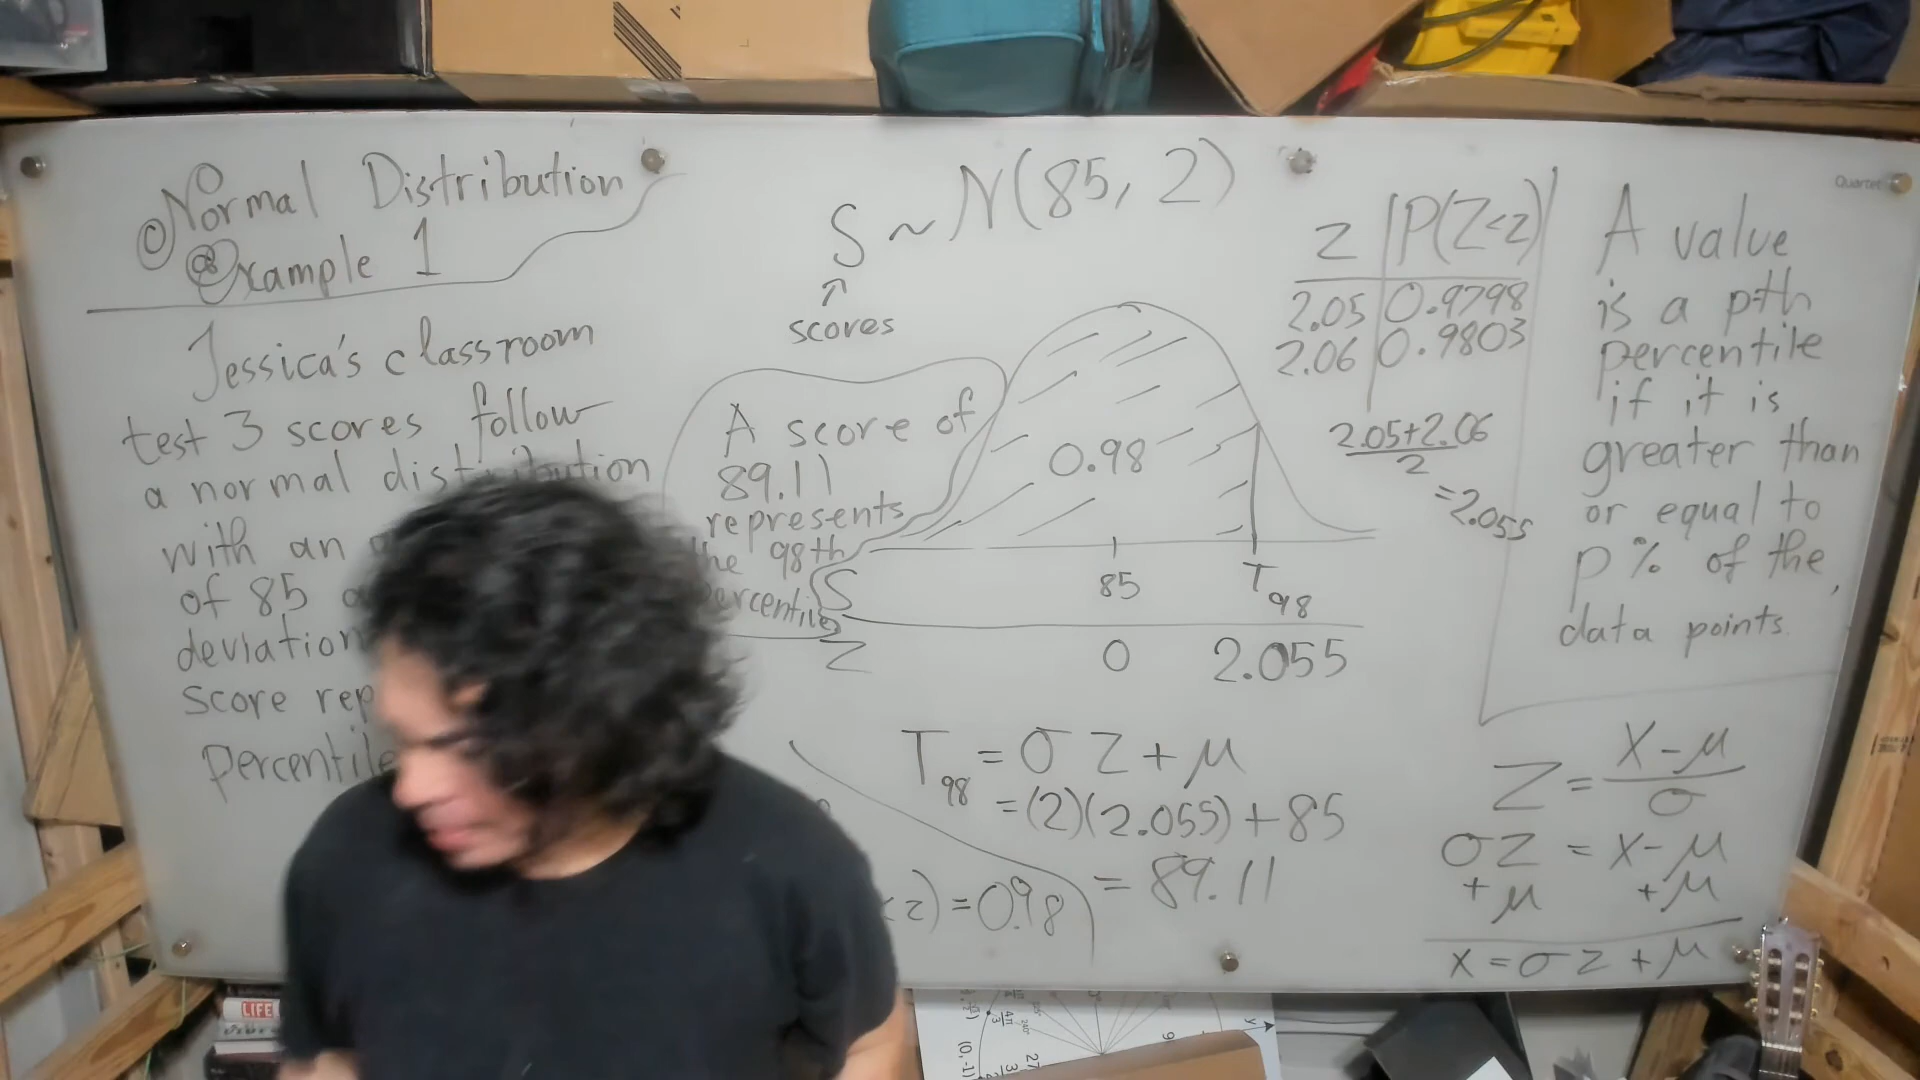 Normal Distribution
Example 1
Jessica's classroom
test 3 scores follow
a normal distribution
with an
of 85
deviation
score rep
percentile
S ~ N(85, 2)
↑
scores
A score of
89.11
represents
the 98th
percentile
0.98
85
T98
S
Z
0
2.055
T98 = σ Z + μ
= (2)(2.055) + 85
= 89.11
< z) = 0.98
z | P(Z<z)
2.05 | 0.9798
2.06 | 0.9803
2.05+2.06
2
= 2.055
A value
is a pth
percentile
if it is
greater than
or equal to
p % of the
data points.
Z = X - μ
σ
σZ = X - μ
+ μ + μ
X = σ Z + μ
Quartet
LIFE
(0,-1)
y